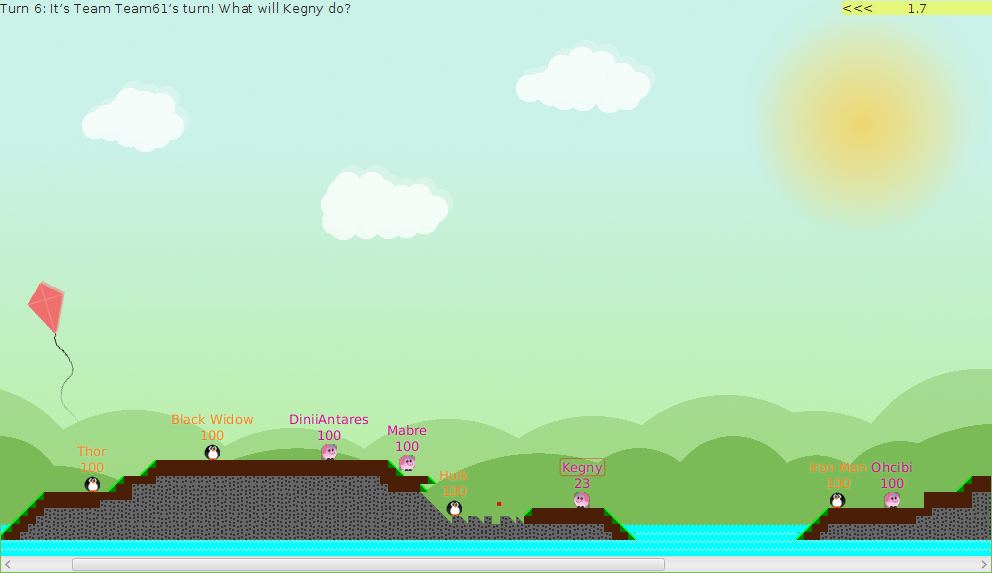 Turn 6: It’s Team Team61’s turn! What will Kegny do?
<<< 1.7
Black Widow
100
DiniiAntares
100
Mabre
100
Thor
100
Hulk
100
Kegny
23
Iron Man
100
Ohcibi
100